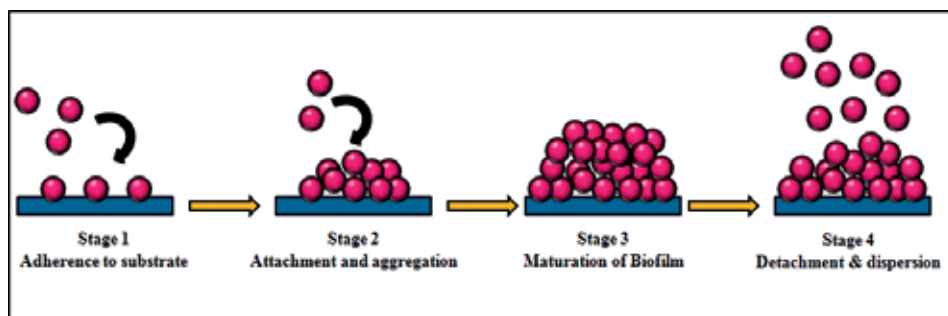 Stage 1
Adherence to substrate
Stage 2
Attachment and aggregation
Stage 3
Maturation of Biofilm
Stage 4
Detachment & dispersion